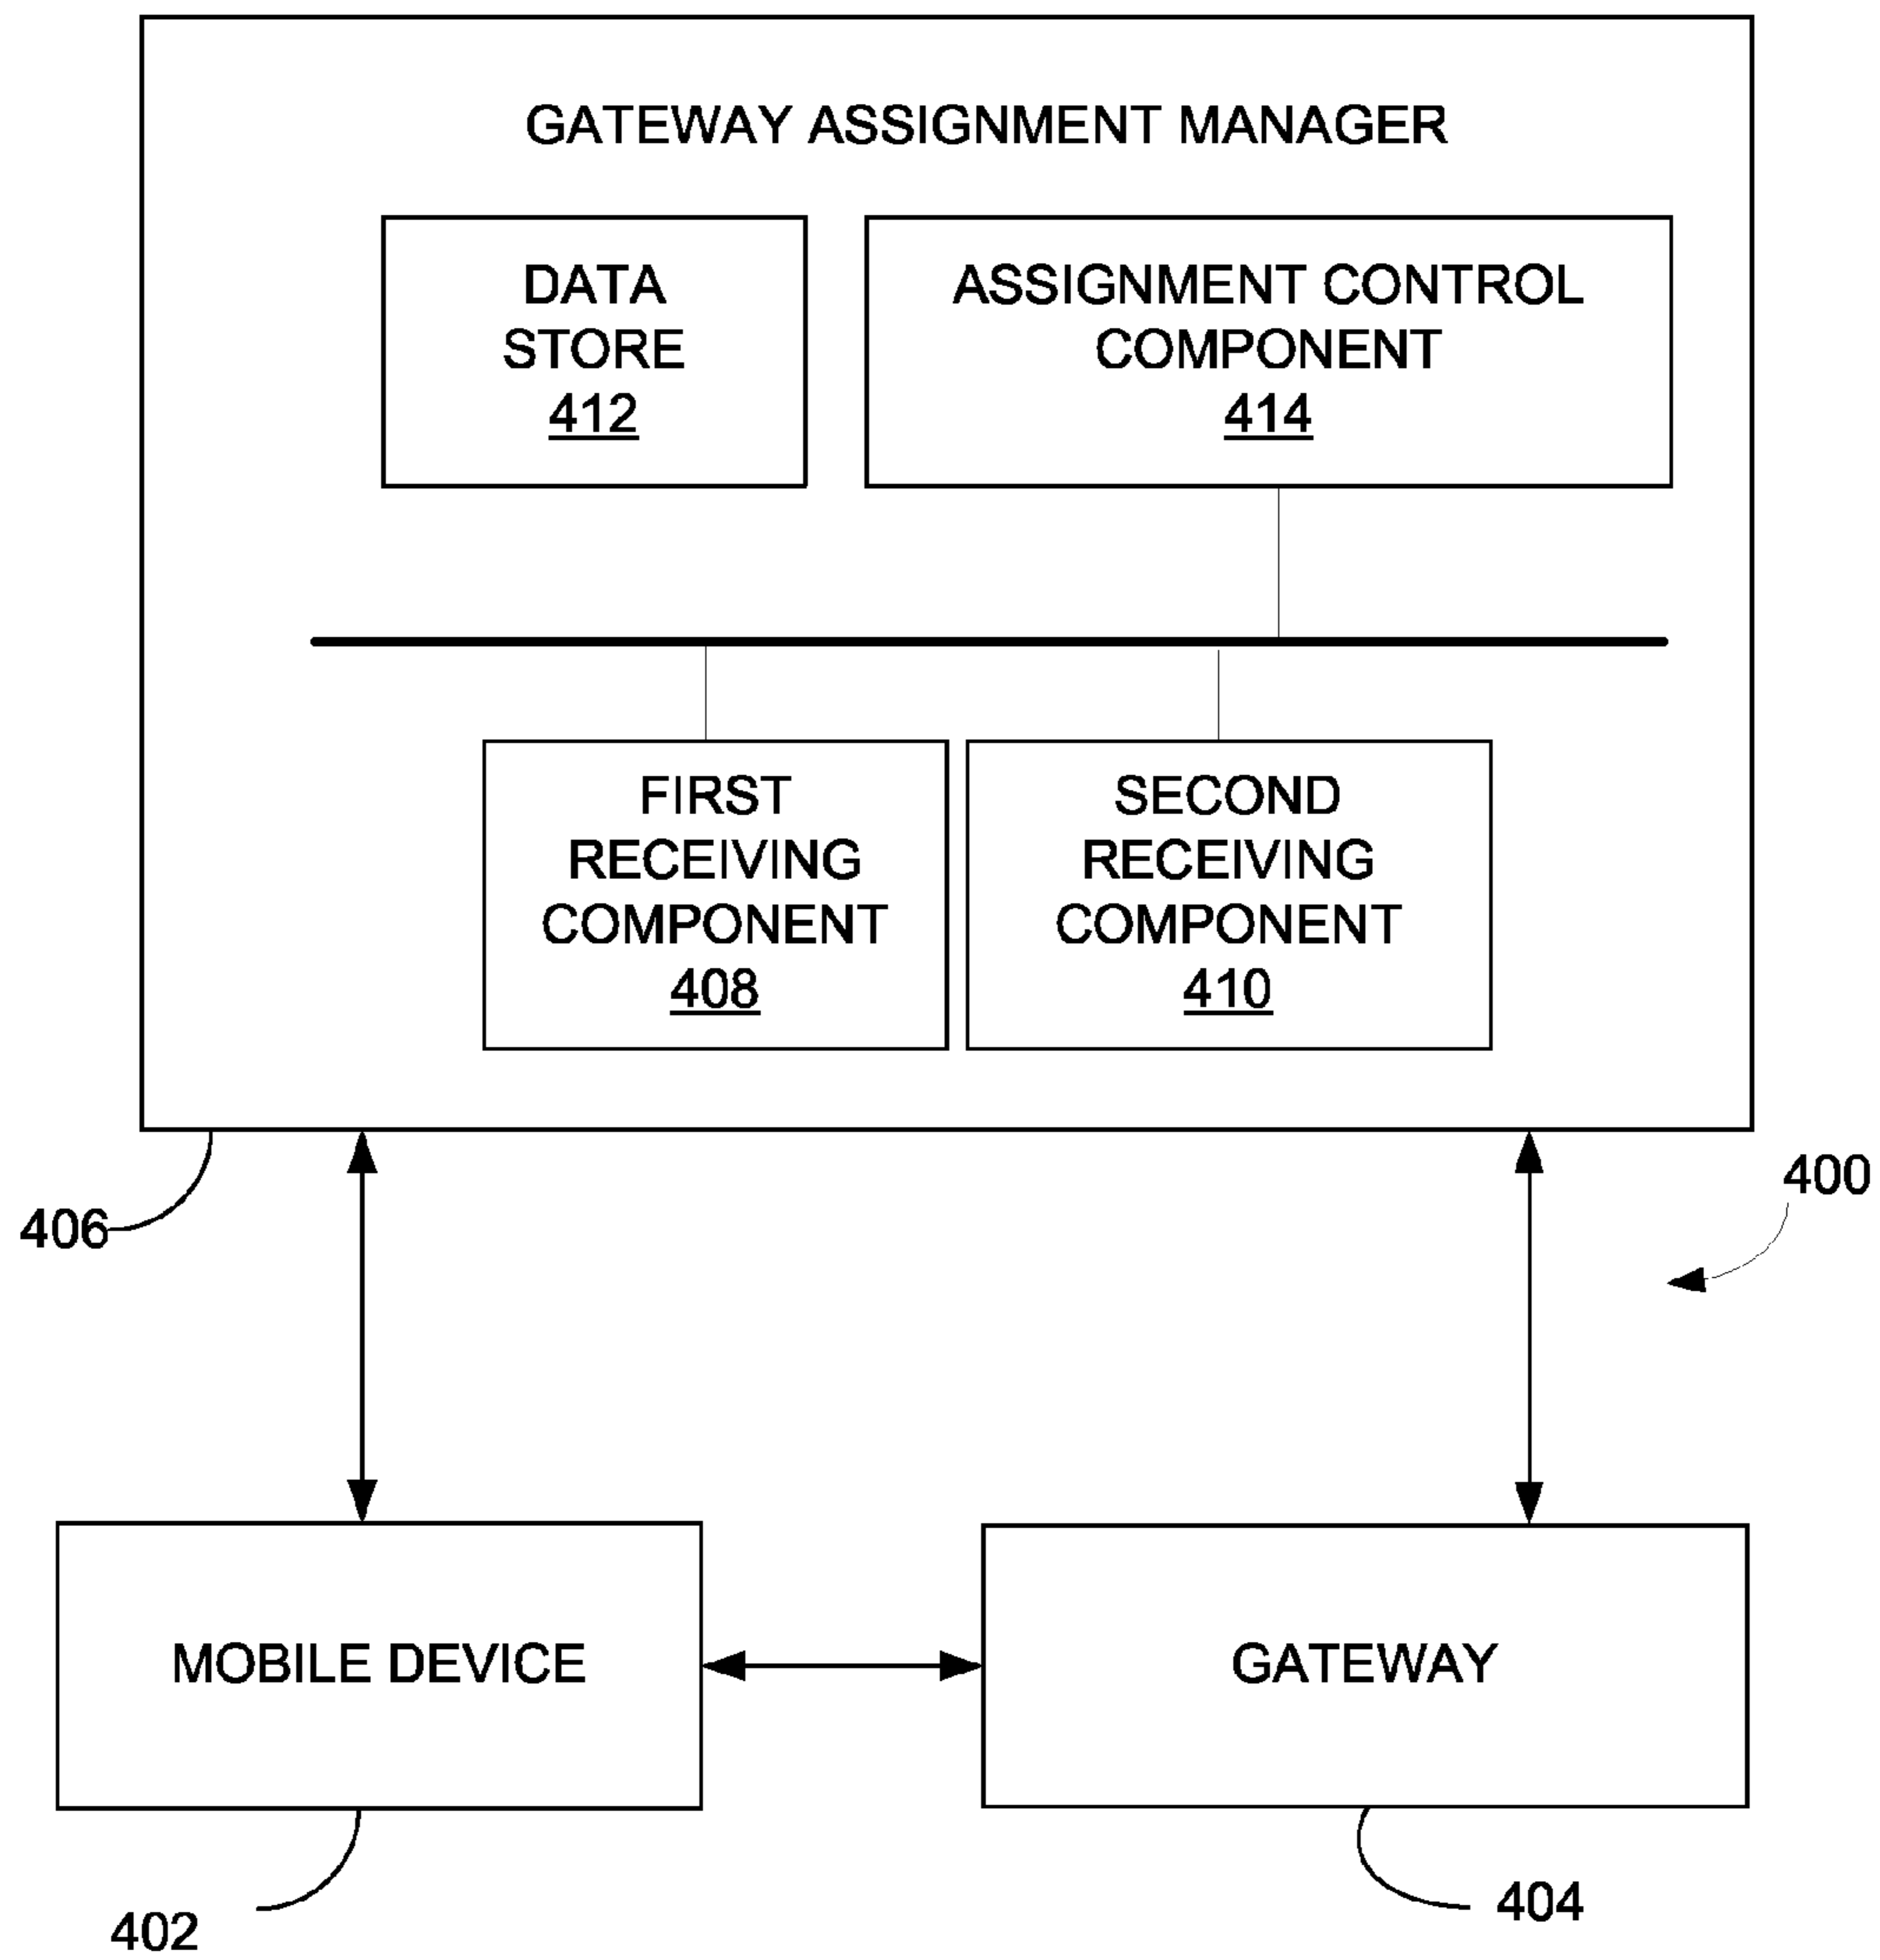 GATEWAY ASSIGNMENT MANAGER
DATA
STORE
412
ASSIGNMENT CONTROL
COMPONENT
414
FIRST
RECEIVING
COMPONENT
408
SECOND
RECEIVING
COMPONENT
410
406
400
MOBILE DEVICE
GATEWAY
402
404